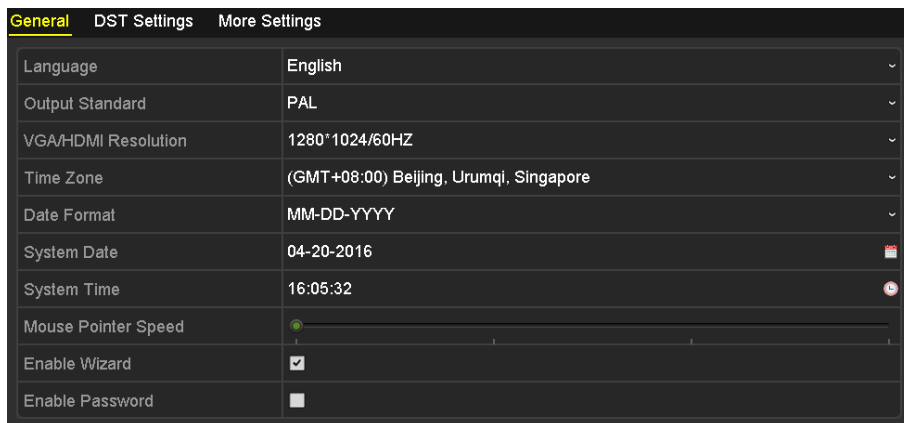 General DST Settings More Settings
Language English
Output Standard PAL
VGA/HDMI Resolution 1280*1024/60HZ
Time Zone (GMT+08:00) Beijing, Urumqi, Singapore
Date Format MM-DD-YYYY
System Date 04-20-2016
System Time 16:05:32
Mouse Pointer Speed
Enable Wizard
Enable Password